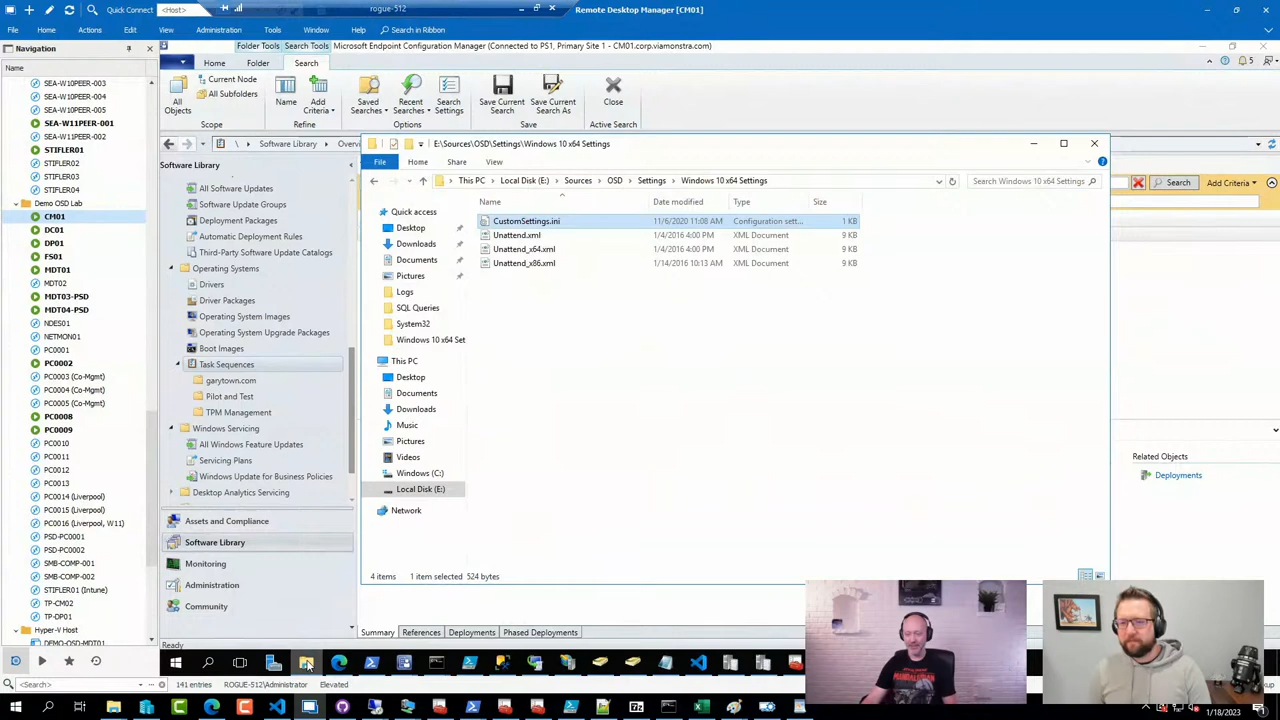 Quick Connect <Host> rogue-512 Remote Desktop Manager [CM01]
File Home Actions Edit View Administration Tools Window Help Search in Ribbon
Navigation
Name
SEA-W10PEER-003
SEA-W10PEER-004
SEA-W10PEER-005
SEA-W11PEER-001
SEA-W11PEER-002
STIFLER01
STIFLER02
STIFLER03
STIFLER04
Demo OSD Lab
CM01
DC01
DP01
FS01
MDT01
MDT02
MDT03-PSD
MDT04-PSD
NDES01
NETMON01
PC0001
PC0002
PC0003 (Co-Mgmt)
PC0004 (Co-Mgmt)
PC0005 (Co-Mgmt)
PC0008
PC0009
PC0010
PC0011
PC0012
PC0013
PC0014 (Liverpool)
PC0015 (Liverpool)
PC0016 (Liverpool, W11)
PSD-PC0001
PSD-PC0002
SMB-COMP-001
SMB-COMP-002
STIFLER01 (Intune)
TP-CM02
TP-DP01
Hyper-V Host
DEMO-OSD-MDT01
<Search>
Folder Tools Search Tools Microsoft Endpoint Configuration Manager (Connected to PS1, Primary Site 1 - CM01.corp.viamonstra.com)
Home Folder Search
5
All Objects
Current Node
All Subfolders
Scope
Name
Add Criteria
Refine
Saved Searches
Recent Searches
Search Settings
Options
Save Current Search
Save Current Search As
Save
Close
Active Search
\ Software Library Overvi
Search Add Criteria
Software Library
All Software Updates
Software Update Groups
Deployment Packages
Automatic Deployment Rules
Third-Party Software Update Catalogs
Operating Systems
Drivers
Driver Packages
Operating System Images
Operating System Upgrade Packages
Boot Images
Task Sequences
garytown.com
Pilot and Test
TPM Management
Windows Servicing
All Windows Feature Updates
Servicing Plans
Windows Update for Business Policies
Desktop Analytics Servicing
Assets and Compliance
Software Library
Monitoring
Administration
Community
Ready
E:\Sources\OSD\Settings\Windows 10 x64 Settings
File Home Share View
This PC Local Disk (E:) Sources OSD Settings Windows 10 x64 Settings
Search Windows 10 x64 Settings
Quick access
Desktop
Downloads
Documents
Pictures
Logs
SQL Queries
System32
Windows 10 x64 Set
This PC
Desktop
Documents
Downloads
Music
Pictures
Videos
Windows (C:)
Local Disk (E:)
Network
Name Date modified Type Size
CustomSettings.ini 11/6/2020 11:08 AM Configuration sett... 1 KB
Unattend.xml 1/4/2016 4:00 PM XML Document 9 KB
Unattend_x64.xml 1/4/2016 4:00 PM XML Document 9 KB
Unattend_x86.xml 1/14/2016 10:13 AM XML Document 9 KB
4 items 1 item selected 524 bytes
Related Objects
Deployments
Summary References Deployments Phased Deployments
141 entries ROGUE-512\Administrator Elevated
1/18/2023